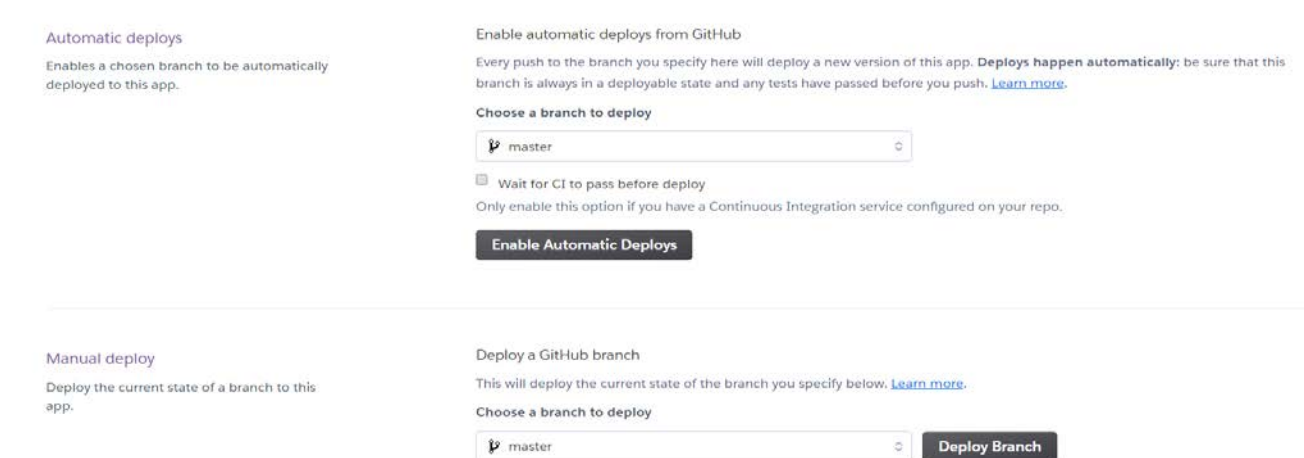 Automatic deploys
Enables a chosen branch to be automatically
deployed to this app.
Enable automatic deploys from GitHub
Every push to the branch you specify here will deploy a new version of this app. Deploys happen automatically: be sure that this
branch is always in a deployable state and any tests have passed before you push. Learn more.
Choose a branch to deploy
master
Wait for CI to pass before deploy
Only enable this option if you have a Continuous Integration service configured on your repo.
Enable Automatic Deploys
Manual deploy
Deploy the current state of a branch to this
app.
Deploy a GitHub branch
This will deploy the current state of the branch you specify below. Learn more.
Choose a branch to deploy
master
Deploy Branch